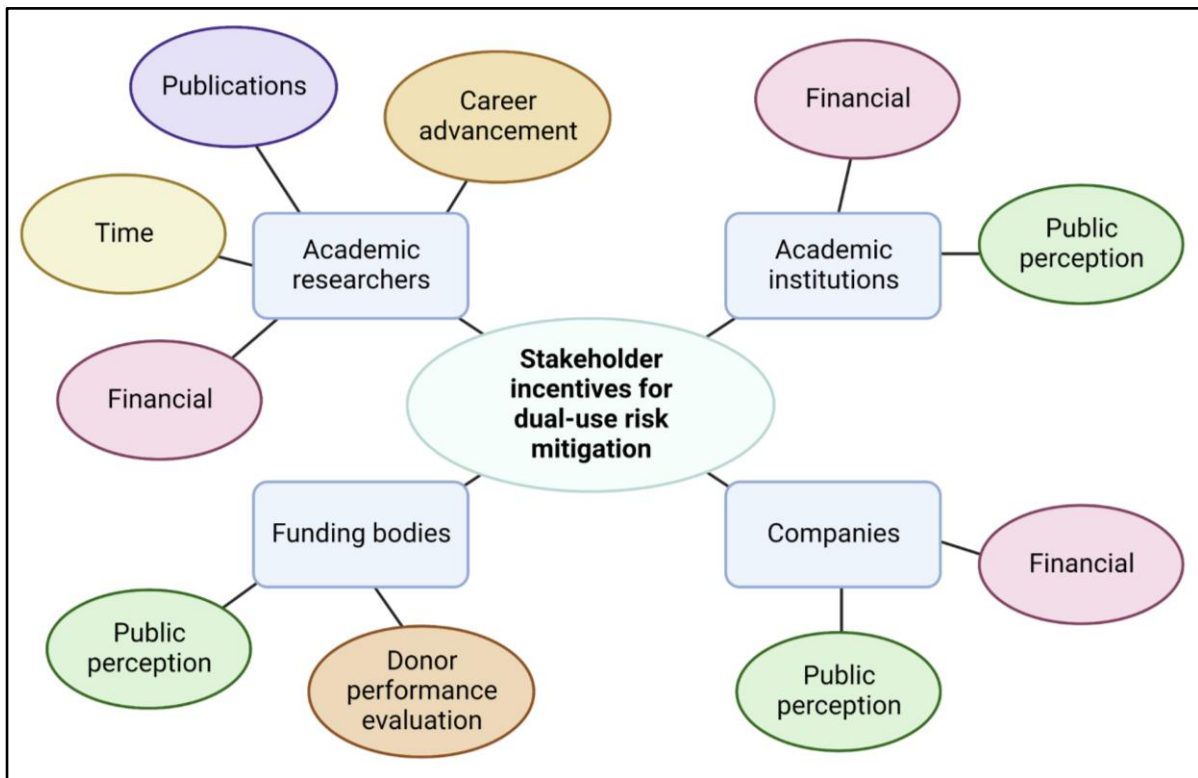 Publications
Career
advancement
Financial
Time
Academic
researchers
Academic
institutions
Public
perception
Financial
Stakeholder
incentives for
dual-use risk
mitigation
Funding bodies
Companies
Financial
Public
perception
Donor
performance
evaluation
Public
perception